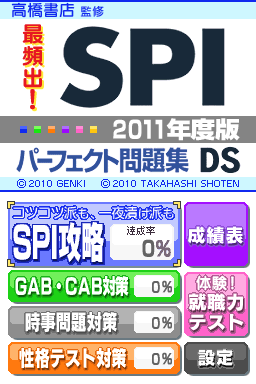 高橋書店 監修
最頻出!
SPI
2011年度版
パーフェクト問題集 DS
©2010 GENKI ©2010 TAKAHASHI SHOTEN
コツコツ派も、一夜漬け派も
SPI攻略
達成率
0%
成績表
GAB・CAB対策 0%
体験!
就職力
テスト
時事問題対策 0%
性格テスト対策 0%
設定